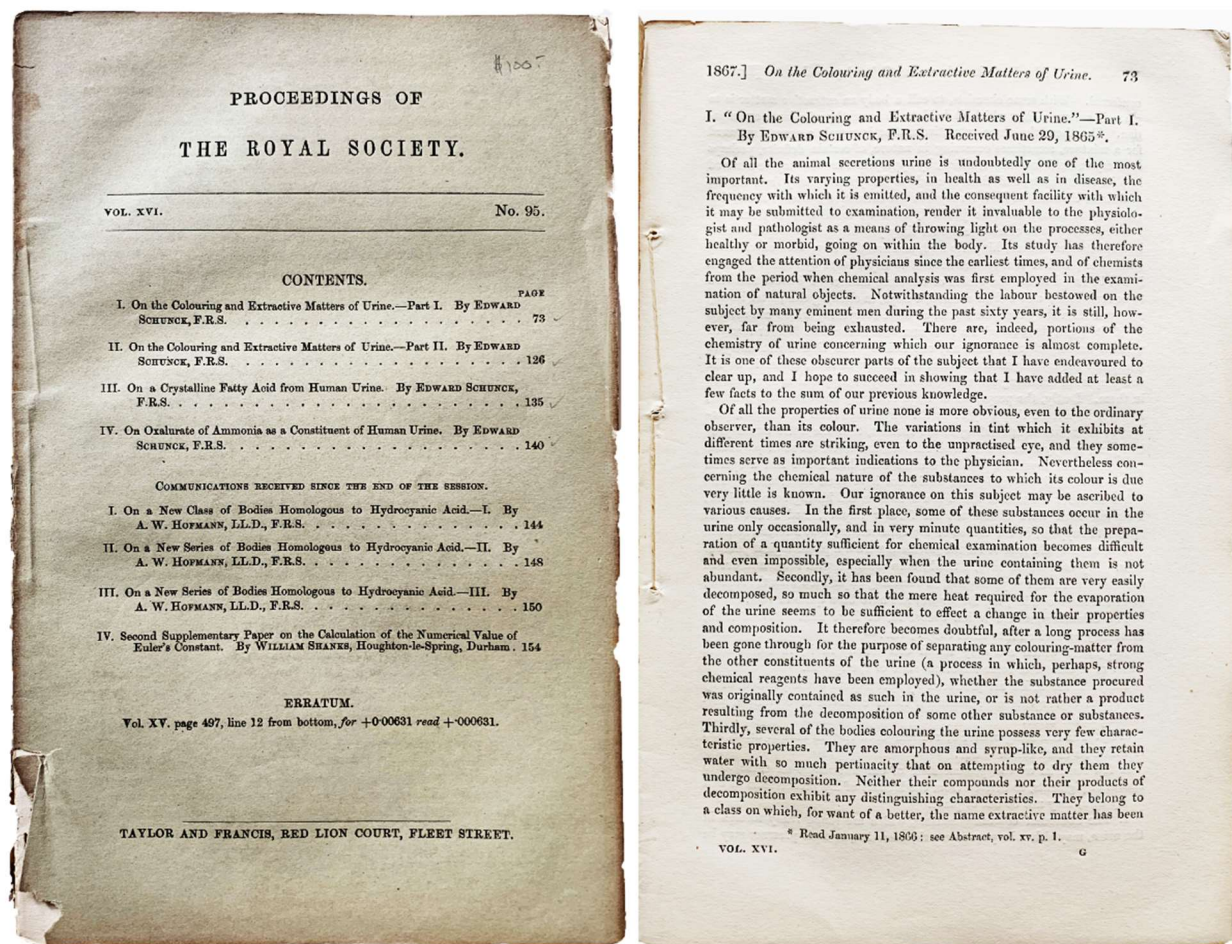 $100-
PROCEEDINGS OF
THE ROYAL SOCIETY.
VOL. XVI. No. 95.
CONTENTS.
PAGE
I. On the Colouring and Extractive Matters of Urine.—Part I. By EDWARD
SCHUNCK, F.R.S. . . . . . . . . . . . . . . . . . . . 73
II. On the Colouring and Extractive Matters of Urine.—Part II. By EDWARD
SCHUNCK, F.R.S. . . . . . . . . . . . . . . . . . . . 126
III. On a Crystalline Fatty Acid from Human Urine. By EDWARD SCHUNCK,
F.R.S. . . . . . . . . . . . . . . . . . . . . . . 135
IV. On Oxalurate of Ammonia as a Constituent of Human Urine. By EDWARD
SCHUNCK, F.R.S. . . . . . . . . . . . . . . . . . . . 140
COMMUNICATIONS RECEIVED SINCE THE END OF THE SESSION.
I. On a New Class of Bodies Homologous to Hydrocyanic Acid.—I. By
A. W. HOFMANN, LL.D., F.R.S. . . . . . . . . . . . . . . 144
II. On a New Series of Bodies Homologous to Hydrocyanic Acid.—II. By
A. W. HOFMANN, LL.D., F.R.S. . . . . . . . . . . . . . . 148
III. On a New Series of Bodies Homologous to Hydrocyanic Acid.—III. By
A. W. HOFMANN, LL.D., F.R.S. . . . . . . . . . . . . . . 150
IV. Second Supplementary Paper on the Calculation of the Numerical Value of
Euler's Constant. By WILLIAM SHANKS, Houghton-le-Spring, Durham . 154
ERRATUM.
Vol. XV. page 497, line 12 from bottom, for +0·00631 read +·000631.
TAYLOR AND FRANCIS, RED LION COURT, FLEET STREET.
1867.] On the Colouring and Extractive Matters of Urine. 73
I. "On the Colouring and Extractive Matters of Urine."—Part I.
By EDWARD SCHUNCK, F.R.S. Received June 29, 1865*.
Of all the animal secretions urine is undoubtedly one of the most
important. Its varying properties, in health as well as in disease, the
frequency with which it is emitted, and the consequent facility with which
it may be submitted to examination, render it invaluable to the physiolo-
gist and pathologist as a means of throwing light on the processes, either
healthy or morbid, going on within the body. Its study has therefore
engaged the attention of physicians since the earliest times, and of chemists
from the period when chemical analysis was first employed in the exami-
nation of natural objects. Notwithstanding the labour bestowed on the
subject by many eminent men during the past sixty years, it is still, how-
ever, far from being exhausted. There are, indeed, portions of the
chemistry of urine concerning which our ignorance is almost complete.
It is one of these obscurer parts of the subject that I have endeavoured to
clear up, and I hope to succeed in showing that I have added at least a
few facts to the sum of our previous knowledge.
Of all the properties of urine none is more obvious, even to the ordinary
observer, than its colour. The variations in tint which it exhibits at
different times are striking, even to the unpractised eye, and they some-
times serve as important indications to the physician. Nevertheless con-
cerning the chemical nature of the substances to which its colour is due
very little is known. Our ignorance on this subject may be ascribed to
various causes. In the first place, some of these substances occur in the
urine only occasionally, and in very minute quantities, so that the prepa-
ration of a quantity sufficient for chemical examination becomes difficult
and even impossible, especially when the urine containing them is not
abundant. Secondly, it has been found that some of them are very easily
decomposed, so much so that the mere heat required for the evaporation
of the urine seems to be sufficient to effect a change in their properties
and composition. It therefore becomes doubtful, after a long process has
been gone through for the purpose of separating any colouring-matter from
the other constituents of the urine (a process in which, perhaps, strong
chemical reagents have been employed), whether the substance procured
was originally contained as such in the urine, or is not rather a product
resulting from the decomposition of some other substance or substances.
Thirdly, several of the bodies colouring the urine possess very few charac-
teristic properties. They are amorphous and syrup-like, and they retain
water with so much pertinacity that on attempting to dry them they
undergo decomposition. Neither their compounds nor their products of
decomposition exhibit any distinguishing characteristics. They belong to
a class on which, for want of a better, the name extractive matter has been
* Read January 11, 1866: see Abstract, vol. xv. p. 1.
VOL. XVI. G